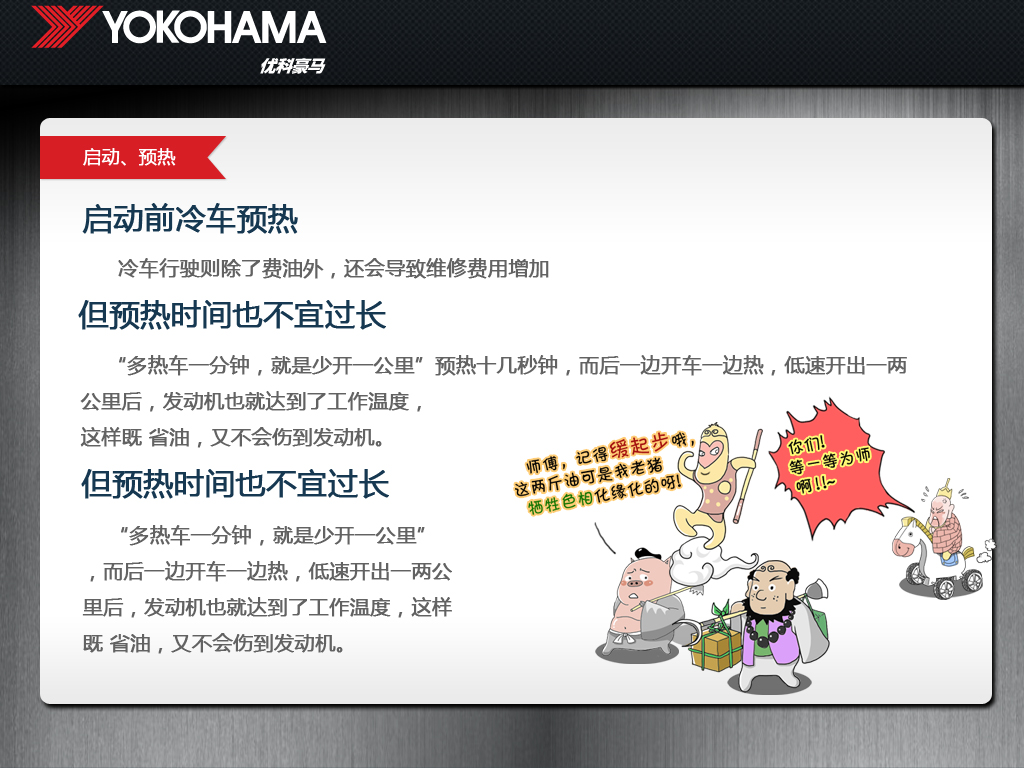 YOKOHAMA
优科豪马
启动、预热
启动前冷车预热
冷车行驶则除了费油外，还会导致维修费用增加
但预热时间也不宜过长
“多热车一分钟，就是少开一公里”预热十几秒钟，而后一边开车一边热，低速开出一两
公里后，发动机也就达到了工作温度，
这样既 省油，又不会伤到发动机。
但预热时间也不宜过长
“多热车一分钟，就是少开一公里”
，而后一边开车一边热，低速开出一两公
里后，发动机也就达到了工作温度，这样
既 省油，又不会伤到发动机。
师傅，记得缓起步哦，
这两斤油可是我老猪
牺牲色相化缘化的呀!
你们!
等一等为师
啊!!~